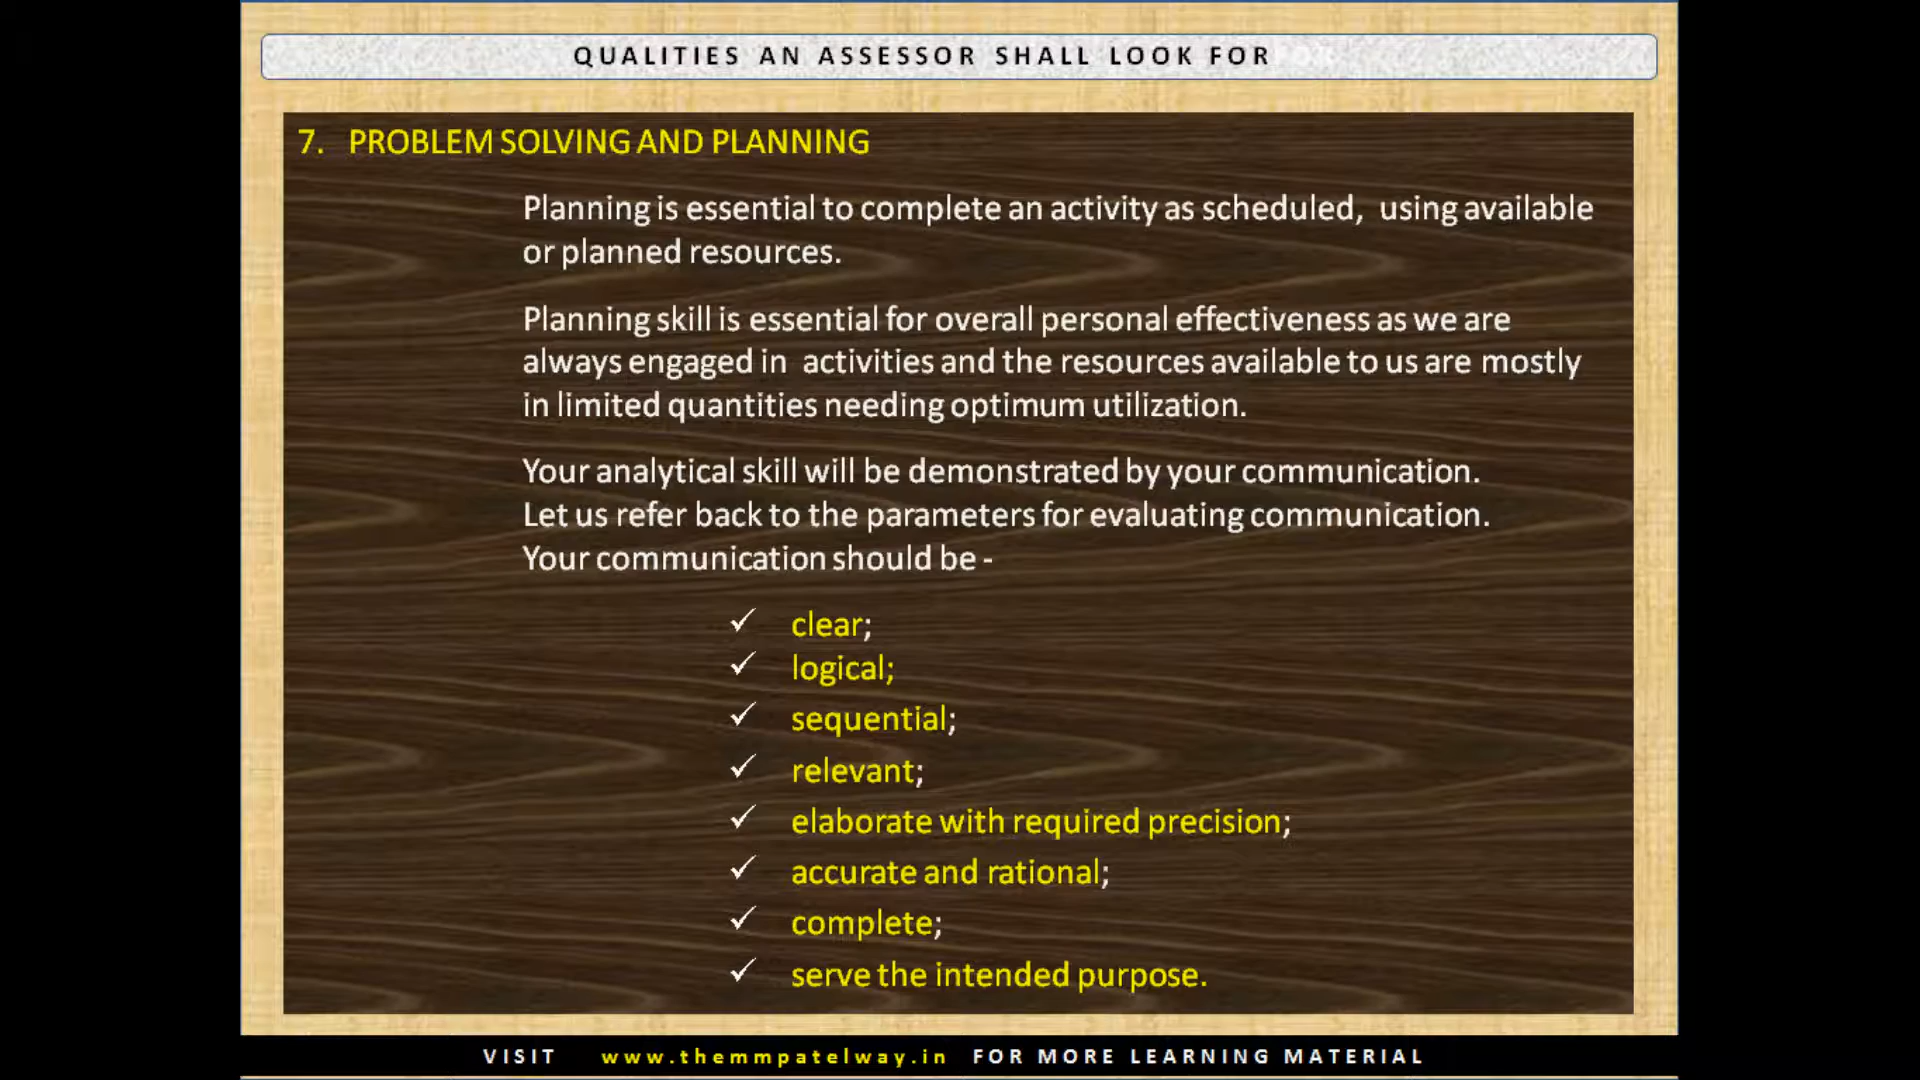 QUALITIES AN ASSESSOR SHALL LOOK FOR
7. PROBLEM SOLVING AND PLANNING
Planning is essential to complete an activity as scheduled, using available
or planned resources.
Planning skill is essential for overall personal effectiveness as we are
always engaged in activities and the resources available to us are mostly
in limited quantities needing optimum utilization.
Your analytical skill will be demonstrated by your communication.
Let us refer back to the parameters for evaluating communication.
Your communication should be -
✓ clear;
✓ logical;
✓ sequential;
✓ relevant;
✓ elaborate with required precision;
✓ accurate and rational;
✓ complete;
✓ serve the intended purpose.
VISIT www.themmpatelway.in FOR MORE LEARNING MATERIAL